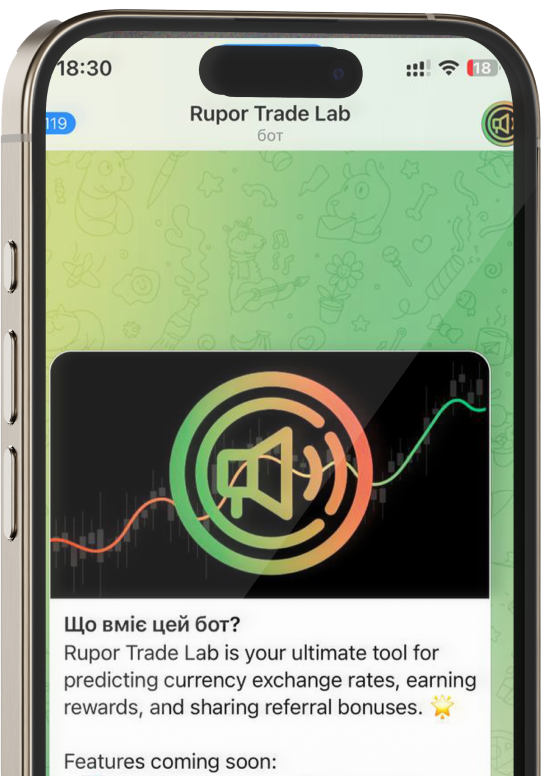 18:30
18
119
Rupor Trade Lab
бот
Що вміє цей бот?
Rupor Trade Lab is your ultimate tool for
predicting currency exchange rates, earning
rewards, and sharing referral bonuses. 🌟
Features coming soon: